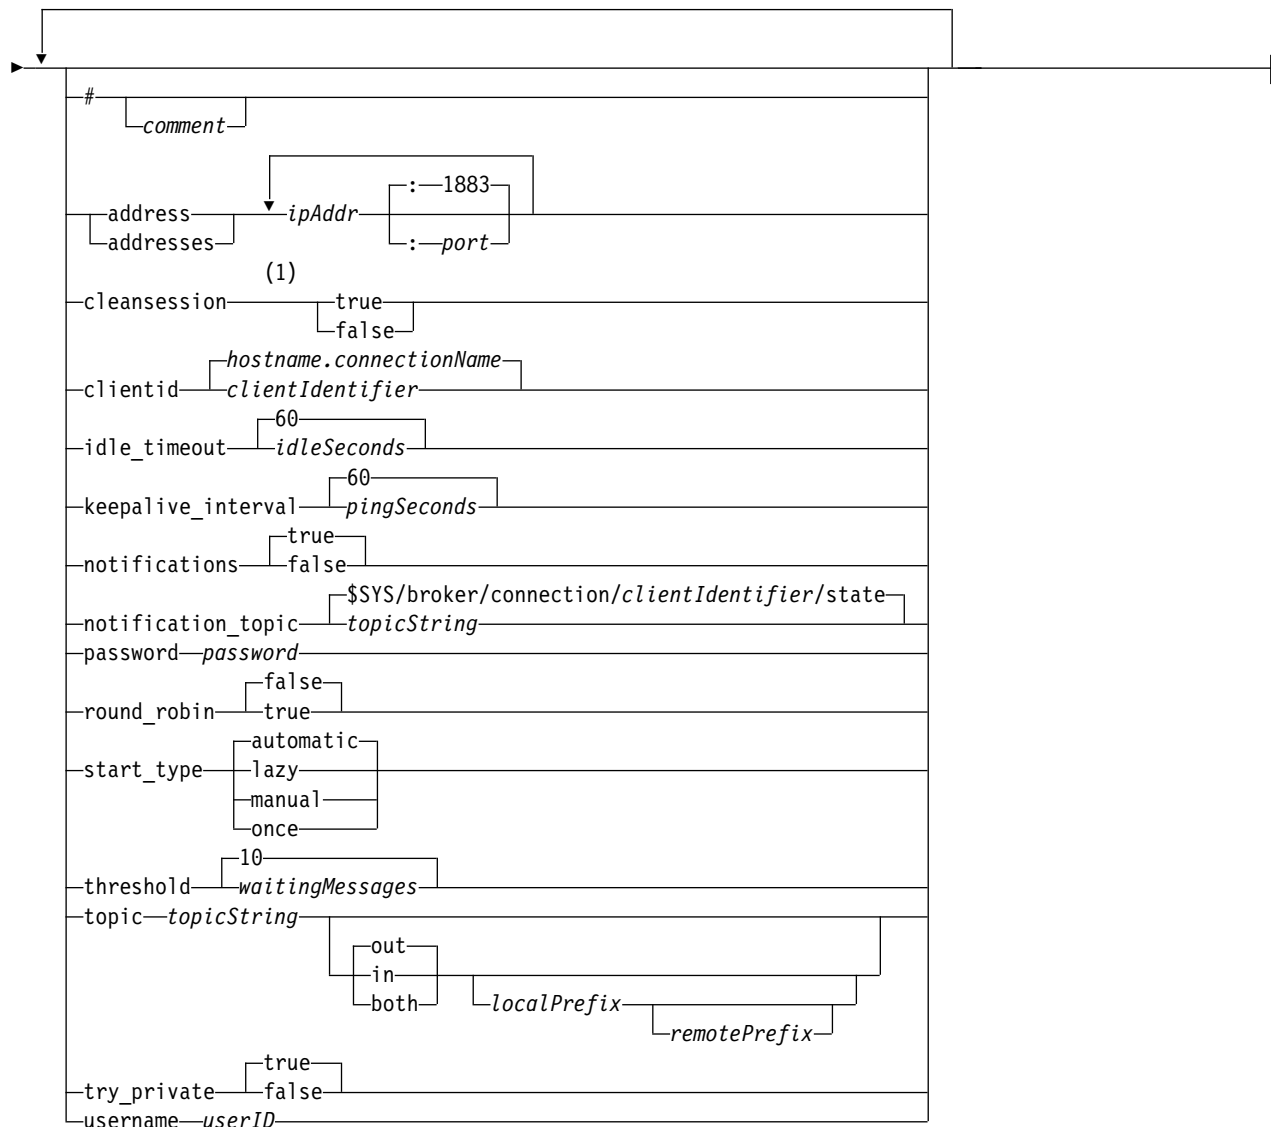 #
comment
: 1883
address ipAddr
addresses : port
(1)
cleansession true
false
hostname.connectionName
clientid clientIdentifier
60
idle_timeout idleSeconds
60
keepalive_interval pingSeconds
true
notifications false
$SYS/broker/connection/clientIdentifier/state
notification_topic topicString
password password
false
round_robin true
automatic
start_type lazy
manual
once
10
threshold waitingMessages
topic topicString
out
in
both localPrefix
remotePrefix
true
try_private false
username userID